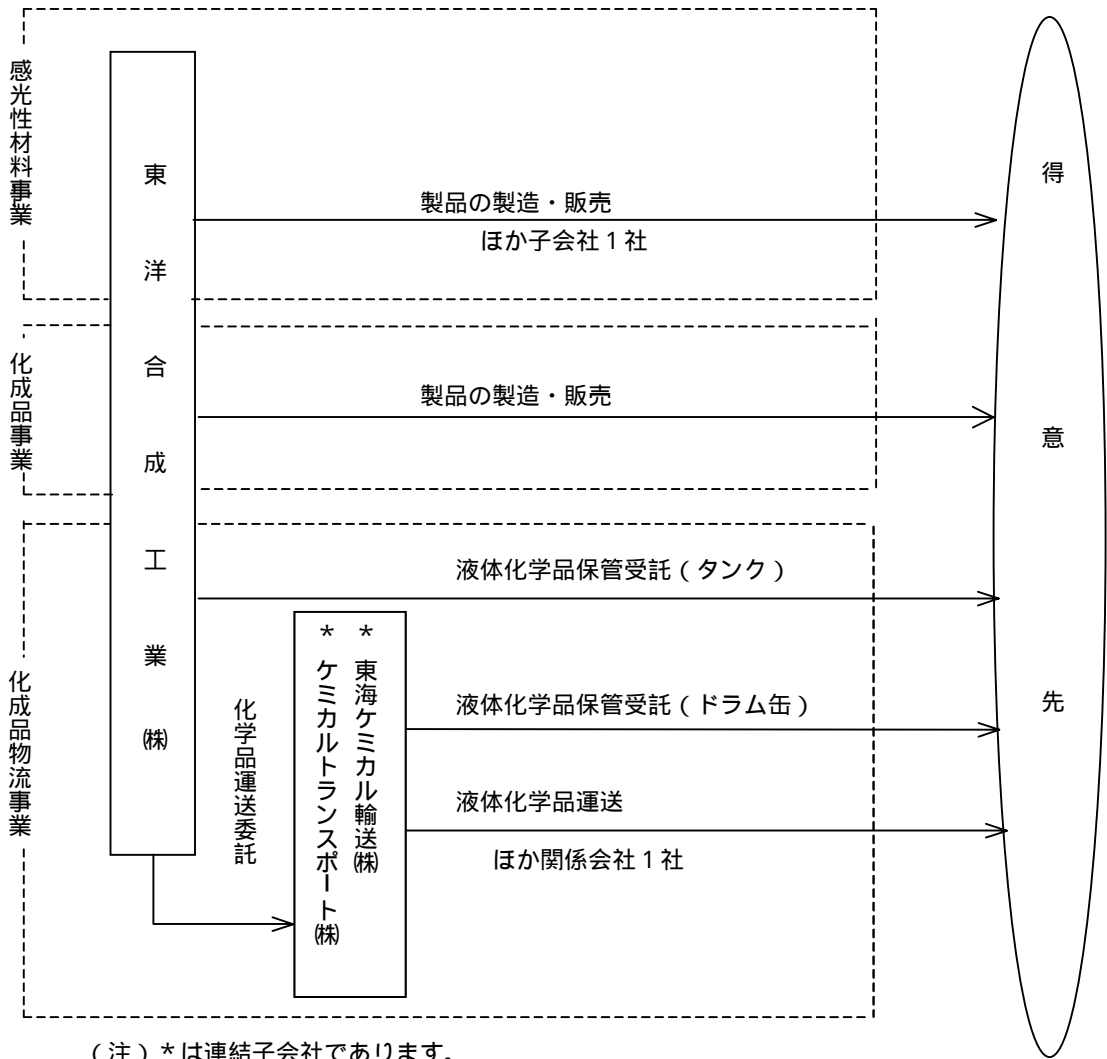 感光性材料事業
東洋合成工業㈱
製品の製造・販売
ほか子会社１社
得意先
化成品事業
製品の製造・販売
化成品物流事業
液体化学品保管受託（タンク）
化学品運送委託
＊東海ケミカル輸送㈱
＊ケミカルトランスポート㈱
液体化学品保管受託（ドラム缶）
液体化学品運送
ほか関係会社１社
（注）＊は連結子会社であります。